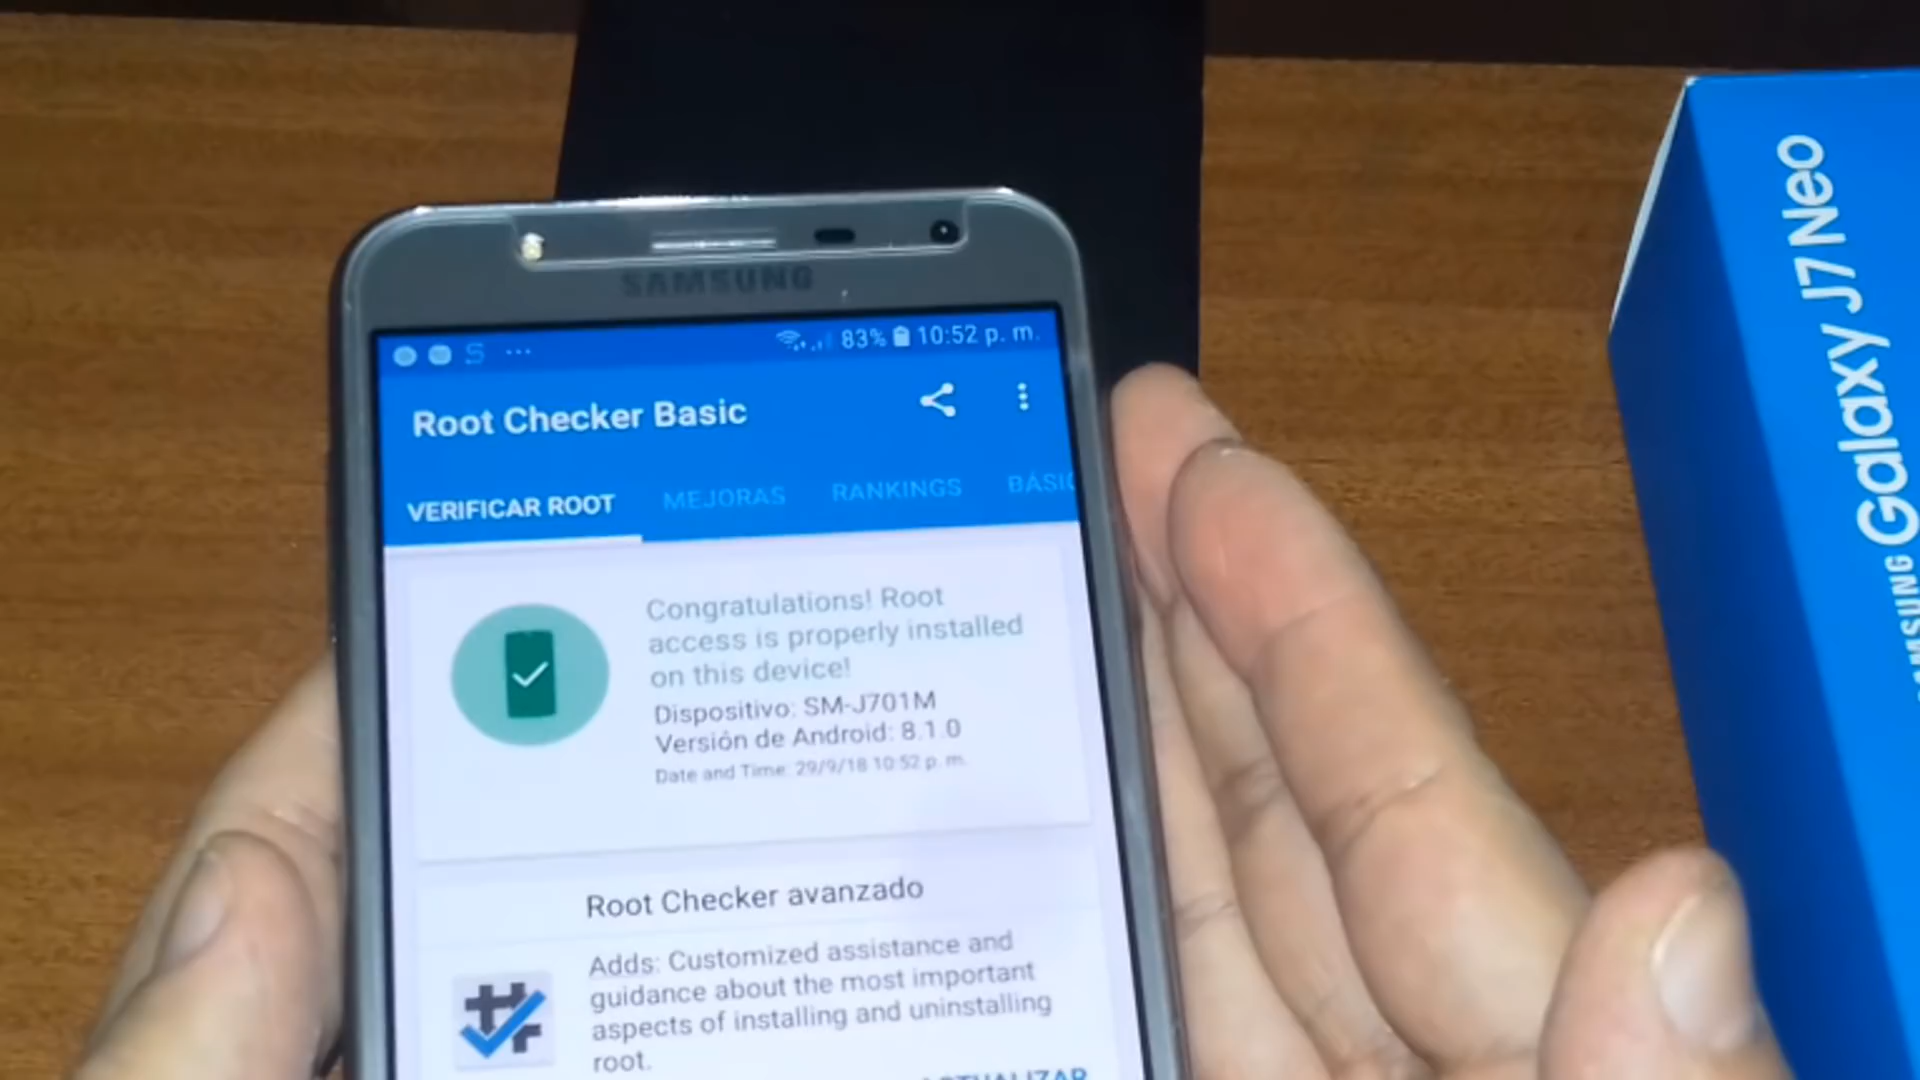 SAMSUNG
S ... 83% 10:52 p. m.
Root Checker Basic
VERIFICAR ROOT MEJORAS RANKINGS BÁSIC
Congratulations! Root
access is properly installed
on this device!
Dispositivo: SM-J701M
Versión de Android: 8.1.0
Date and Time: 29/9/18 10:52 p. m.
Root Checker avanzado
Adds: Customized assistance and
guidance about the most important
aspects of installing and uninstalling
root.
ACTUALIZAR
SAMSUNG Galaxy J7 Neo